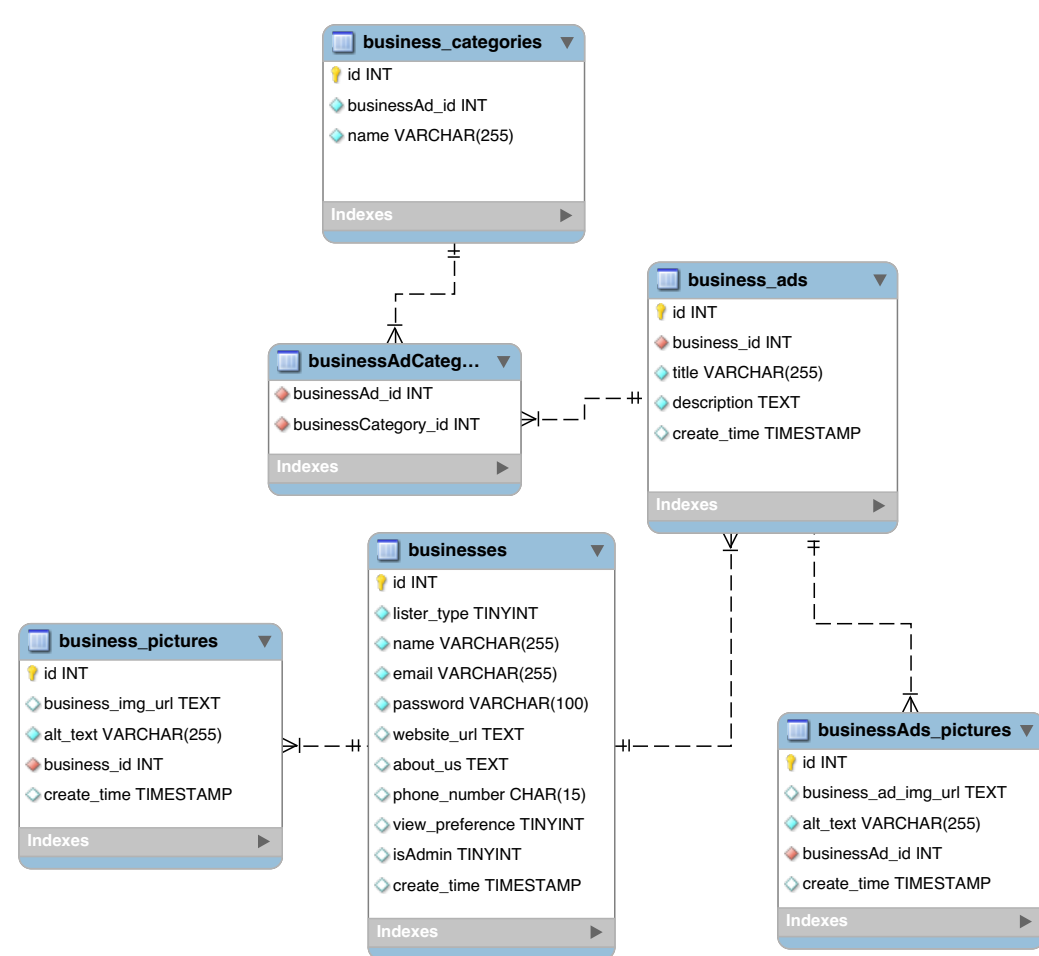 business_categories
id INT
businessAd_id INT
name VARCHAR(255)
Indexes
business_ads
id INT
business_id INT
title VARCHAR(255)
description TEXT
create_time TIMESTAMP
Indexes
businessAdCateg...
businessAd_id INT
businessCategory_id INT
Indexes
businesses
id INT
lister_type TINYINT
name VARCHAR(255)
email VARCHAR(255)
password VARCHAR(100)
website_url TEXT
about_us TEXT
phone_number CHAR(15)
view_preference TINYINT
isAdmin TINYINT
create_time TIMESTAMP
Indexes
business_pictures
id INT
business_img_url TEXT
alt_text VARCHAR(255)
business_id INT
create_time TIMESTAMP
Indexes
businessAds_pictures
id INT
business_ad_img_url TEXT
alt_text VARCHAR(255)
businessAd_id INT
create_time TIMESTAMP
Indexes